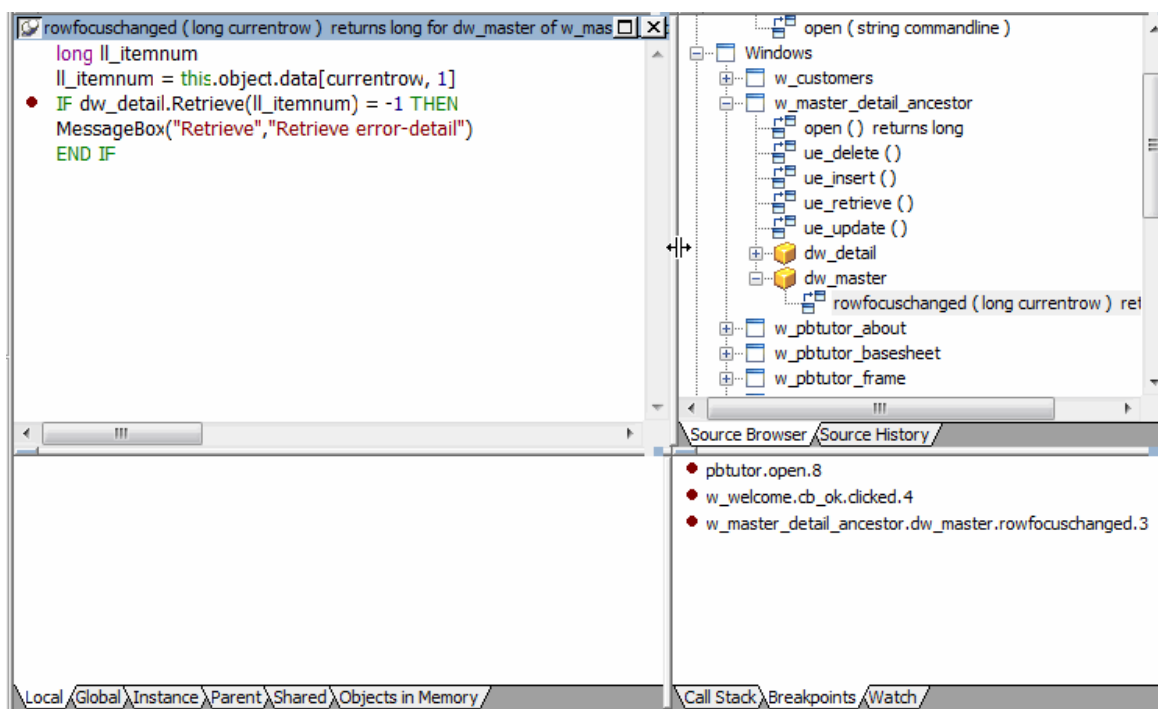 rowfocuschanged ( long currentrow ) returns long for dw_master of w_mas
long ll_itemnum
ll_itemnum = this.object.data[currentrow, 1]
IF dw_detail.Retrieve(ll_itemnum) = -1 THEN
MessageBox("Retrieve","Retrieve error-detail")
END IF
open ( string commandline )
Windows
w_customers
w_master_detail_ancestor
open () returns long
ue_delete ()
ue_insert ()
ue_retrieve ()
ue_update ()
dw_detail
dw_master
rowfocuschanged ( long currentrow ) ret
w_pbtutor_about
w_pbtutor_basesheet
w_pbtutor_frame
Source Browser Source History
pbtutor.open.8
w_welcome.cb_ok.clicked.4
w_master_detail_ancestor.dw_master.rowfocuschanged.3
Local Global Instance Parent Shared Objects in Memory
Call Stack Breakpoints Watch